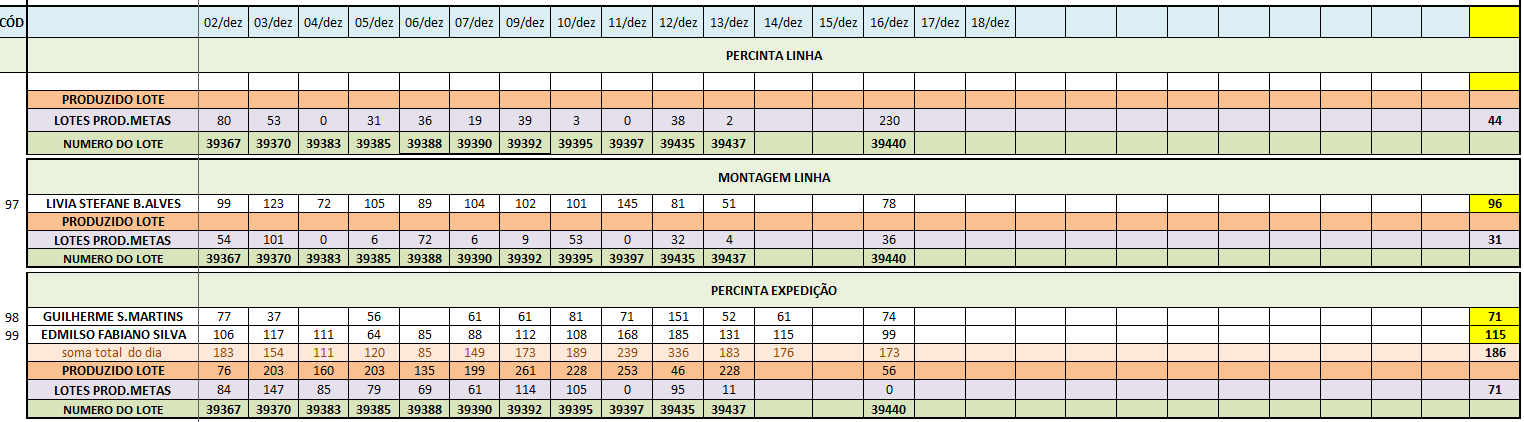 CÓD 02/dez 03/dez 04/dez 05/dez 06/dez 07/dez 09/dez 10/dez 11/dez 12/dez 13/dez 14/dez 15/dez 16/dez 17/dez 18/dez
PERCINTA LINHA
PRODUZIDO LOTE
LOTES PROD.METAS 80 53 0 31 36 19 39 3 0 38 2 230 44
NUMERO DO LOTE 39367 39370 39383 39385 39388 39390 39392 39395 39397 39435 39437 39440
MONTAGEM LINHA
97 LIVIA STEFANE B.ALVES 99 123 72 105 89 104 102 101 145 81 51 78 96
PRODUZIDO LOTE
LOTES PROD.METAS 54 101 0 6 72 6 9 53 0 32 4 36 31
NUMERO DO LOTE 39367 39370 39383 39385 39388 39390 39392 39395 39397 39435 39437 39440
PERCINTA EXPEDIÇÃO
98 GUILHERME S.MARTINS 77 37 56 61 61 81 71 151 52 61 74 71
99 EDMILSO FABIANO SILVA 106 117 111 64 85 88 112 108 168 185 131 115 99 115
soma total do dia 183 154 111 120 85 149 173 189 239 336 183 176 173 186
PRODUZIDO LOTE 76 203 160 203 135 199 261 228 253 46 228 56
LOTES PROD.METAS 84 147 85 79 69 61 114 105 0 95 11 0 71
NUMERO DO LOTE 39367 39370 39383 39385 39388 39390 39392 39395 39397 39435 39437 39440